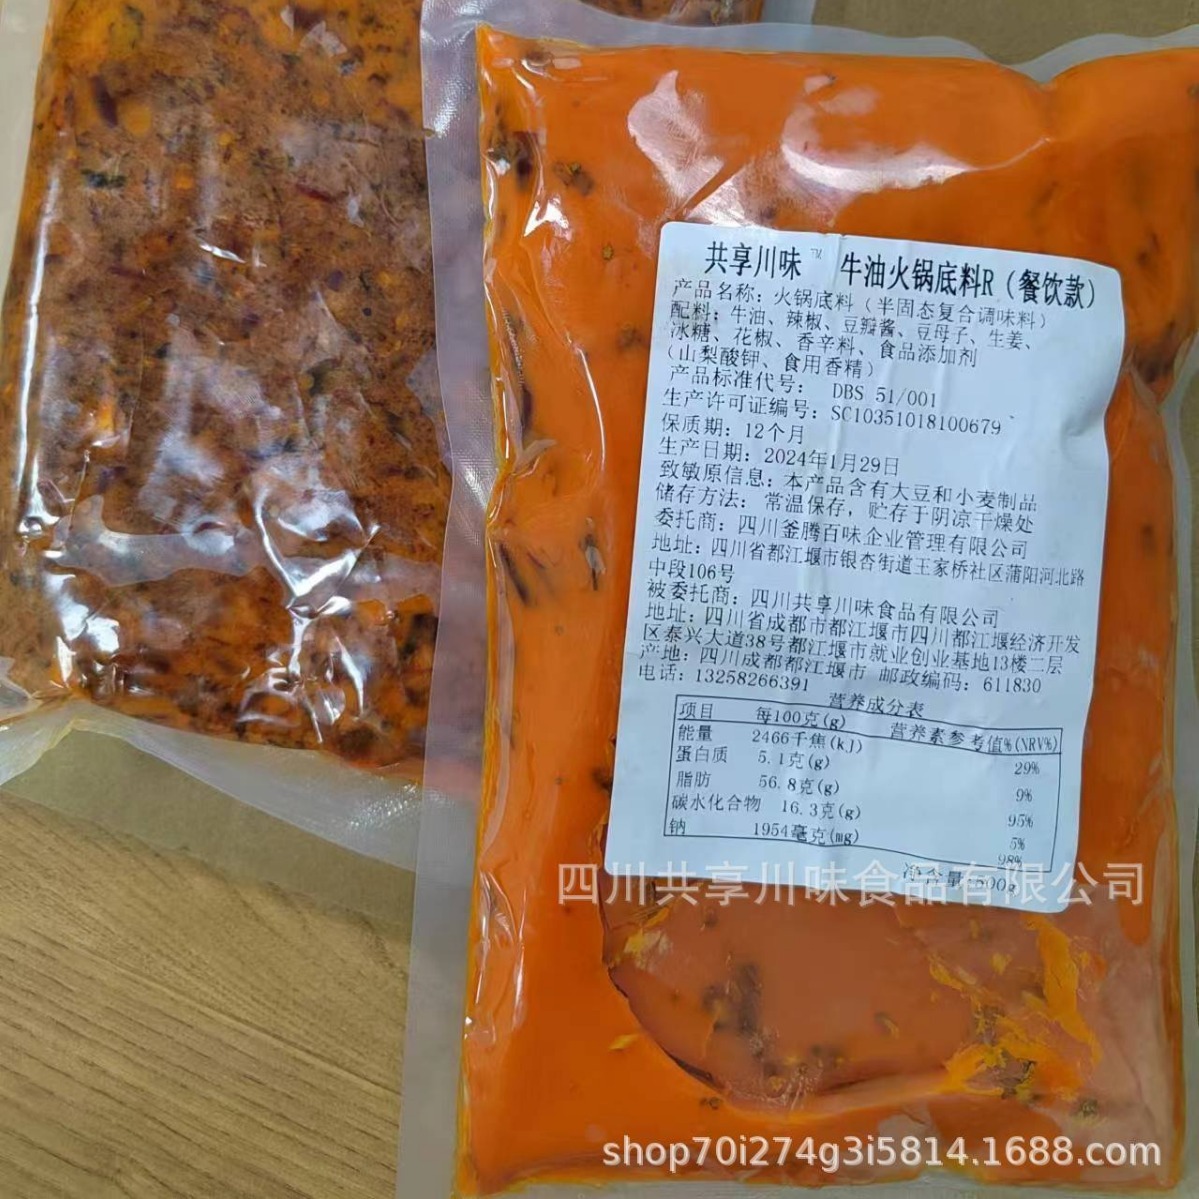 共享川味™ 牛油火锅底料R（餐饮款）
产品名称：火锅底料（半固态复合调味料）
配料：牛油、辣椒、豆瓣酱、豆母子、生姜、
冰糖、花椒、香辛料、食品添加剂
（山梨酸钾、食用香精）
产品标准代号： DBS 51/001
生产许可证编号：SC10351018100679
保质期：12个月
生产日期：2024年1月29日
致敏原信息：本产品含有大豆和小麦制品
储存方法： 常温保存，贮存于阴凉干燥处
委托商：四川釜腾百味企业管理有限公司
地址：四川省都江堰市银杏街道王家桥社区蒲阳河北路
中段106号
被委托商：四川共享川味食品有限公司
地址：四川省成都市都江堰市四川都江堰经济开发
区泰兴大道38号都江堰市就业创业基地13楼二层
产地：四川成都都江堰市 邮政编码：611830
电话：13258266391
营养成分表
项目 每100克(g) 营养素参考值%(NRV%)
能量 2466千焦(kJ) 29%
蛋白质 5.1克(g) 9%
脂肪 56.8克(g) 95%
碳水化合物 16.3克(g) 5%
钠 1954毫克(mg) 98%
净含量:500g
四川共享川味食品有限公司
shop70i274g3i5814.1688.com